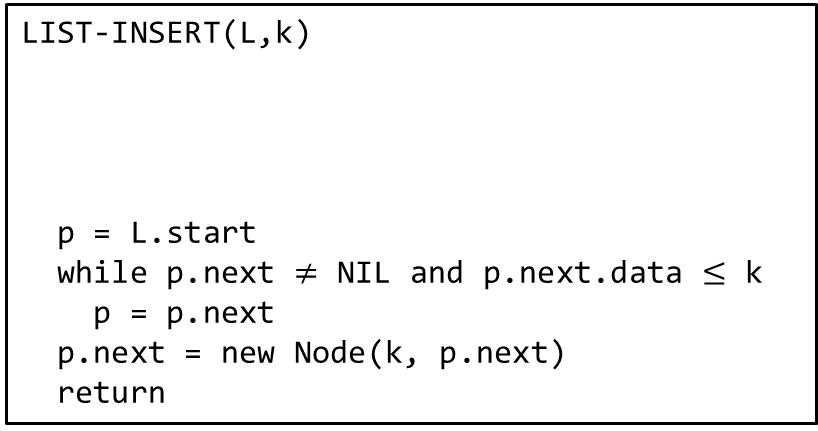 LIST-INSERT(L,k)
p = L.start
while p.next ≠ NIL and p.next.data ≤ k
p = p.next
p.next = new Node(k, p.next)
return